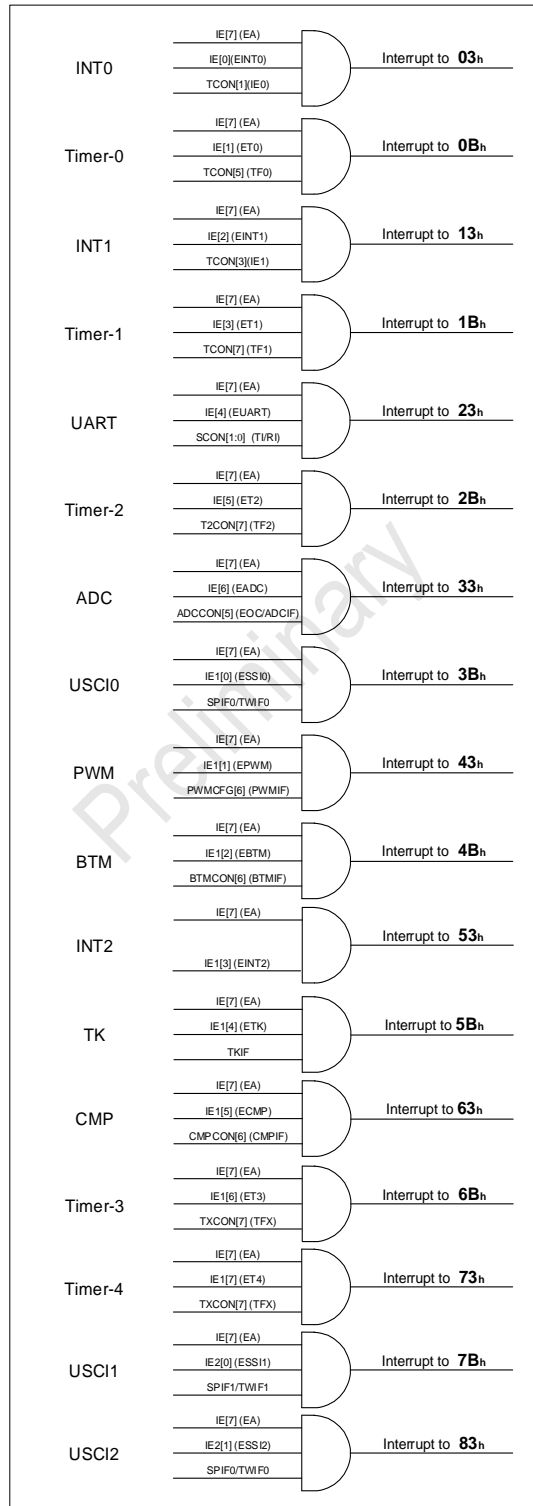 IE[7] (EA)
INT0 IE[0](EINT0) Interrupt to 03h
TCON[1](IE0)
IE[7] (EA)
Timer-0 IE[1] (ET0) Interrupt to 0Bh
TCON[5] (TF0)
IE[7] (EA)
INT1 IE[2] (EINT1) Interrupt to 13h
TCON[3](IE1)
IE[7] (EA)
Timer-1 IE[3] (ET1) Interrupt to 1Bh
TCON[7] (TF1)
IE[7] (EA)
UART IE[4] (EUART) Interrupt to 23h
SCON[1:0] (TI/RI)
IE[7] (EA)
Timer-2 IE[5] (ET2) Interrupt to 2Bh
T2CON[7] (TF2)
IE[7] (EA)
ADC IE[6] (EADC) Interrupt to 33h
ADCCON[5] (EOC/ADCIF)
IE[7] (EA)
USCI0 IE1[0] (ESSI0) Interrupt to 3Bh
SPIF0/TWIF0
IE[7] (EA)
PWM IE1[1] (EPWM) Interrupt to 43h
PWMCFG[6] (PWMIF)
IE[7] (EA)
BTM IE1[2] (EBTM) Interrupt to 4Bh
BTMCON[6] (BTMIF)
IE[7] (EA)
INT2 Interrupt to 53h
IE1[3] (EINT2)
IE[7] (EA)
TK IE1[4] (ETK) Interrupt to 5Bh
TKIF
IE[7] (EA)
CMP IE1[5] (ECMP) Interrupt to 63h
CMPCON[6] (CMPIF)
IE[7] (EA)
Timer-3 IE1[6] (ET3) Interrupt to 6Bh
TXCON[7] (TFX)
IE[7] (EA)
Timer-4 IE1[7] (ET4) Interrupt to 73h
TXCON[7] (TFX)
IE[7] (EA)
USCI1 IE2[0] (ESSI1) Interrupt to 7Bh
SPIF1/TWIF1
IE[7] (EA)
USCI2 IE2[1] (ESSI2) Interrupt to 83h
SPIF0/TWIF0
Preliminary